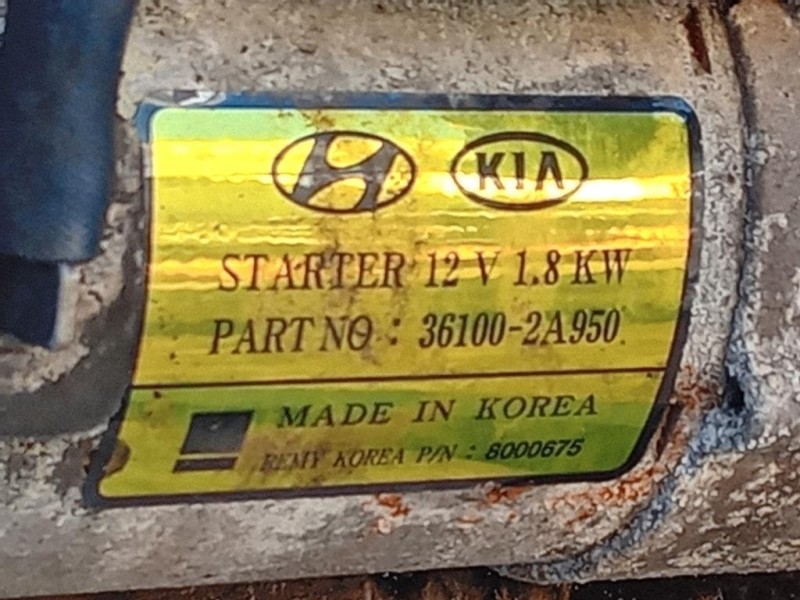 KIA
STARTER 12 V 1.8 KW
PART NO : 36100-2A950
MADE IN KOREA
REMY KOREA P/N : 8000675